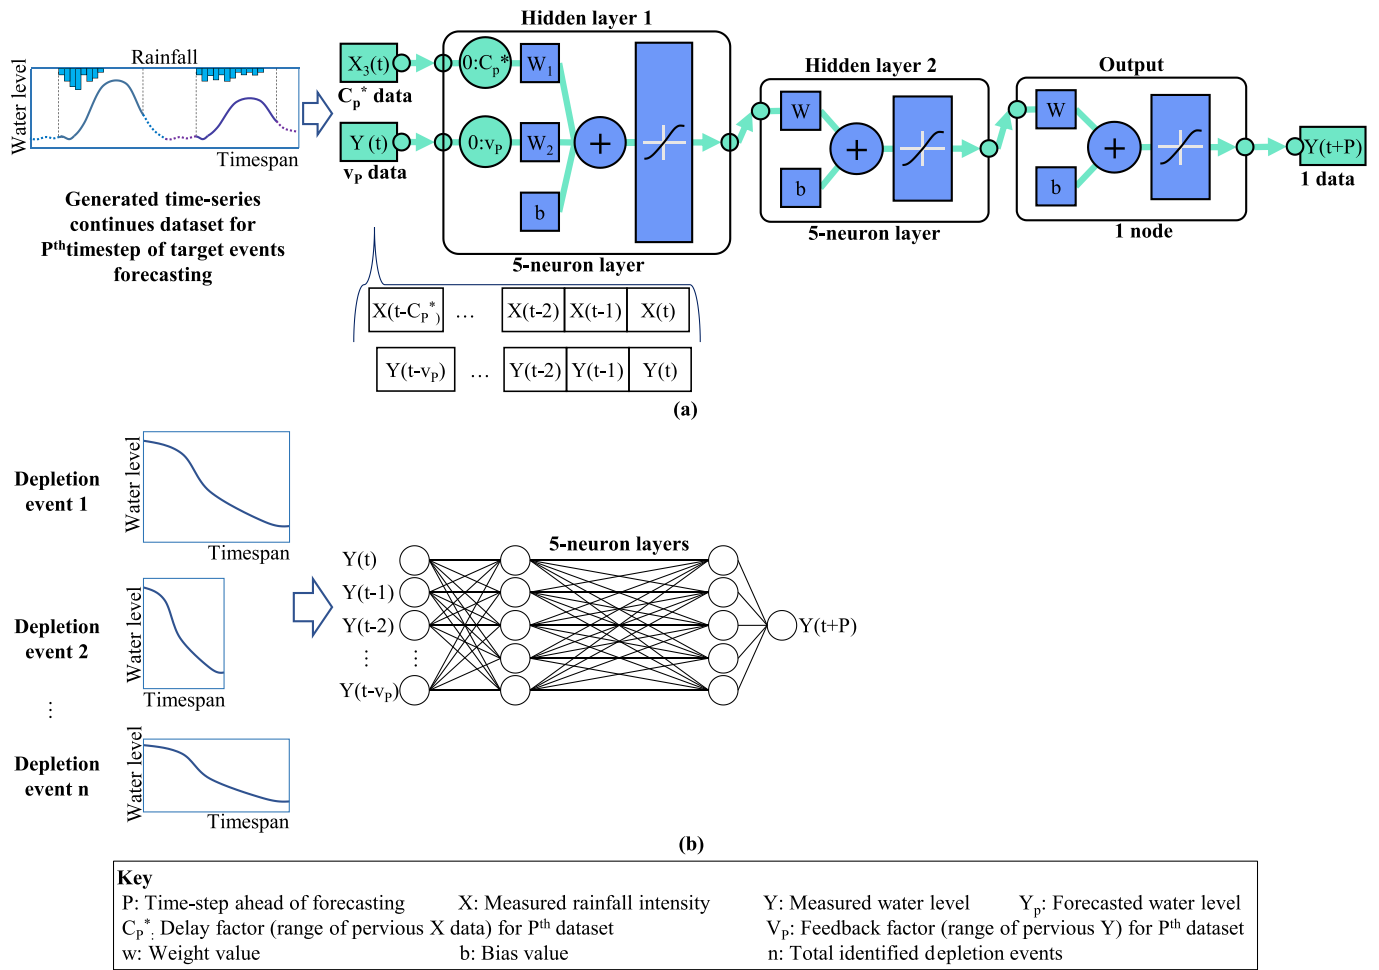 Hidden layer 1
Rainfall
Water level
Timespan
X₃(t)
Cₚ* data
0:Cₚ*
W₁
Y (t)
vₚ data
0:vₚ
W₂
+
b
5-neuron layer
Hidden layer 2
W
+
b
5-neuron layer
Output
W
+
b
1 node
Y(t+P)
1 data
Generated time-series
continues dataset for
Pᵗʰtimestep of target events
forecasting
X(t-Cₚ*) ... X(t-2) X(t-1) X(t)
Y(t-vₚ) ... Y(t-2) Y(t-1) Y(t)
(a)
Depletion
event 1
Water level
Timespan
Depletion
event 2
Water level
Timespan
⋮
Depletion
event n
Water level
Timespan
5-neuron layers
Y(t)
Y(t-1)
Y(t-2)
⋮ ⋮
Y(t-vₚ)
Y(t+P)
(b)
Key
P: Time-step ahead of forecasting X: Measured rainfall intensity Y: Measured water level Yₚ: Forecasted water level
Cₚ*: Delay factor (range of pervious X data) for Pᵗʰ dataset Vₚ: Feedback factor (range of pervious Y) for Pᵗʰ dataset
w: Weight value b: Bias value n: Total identified depletion events